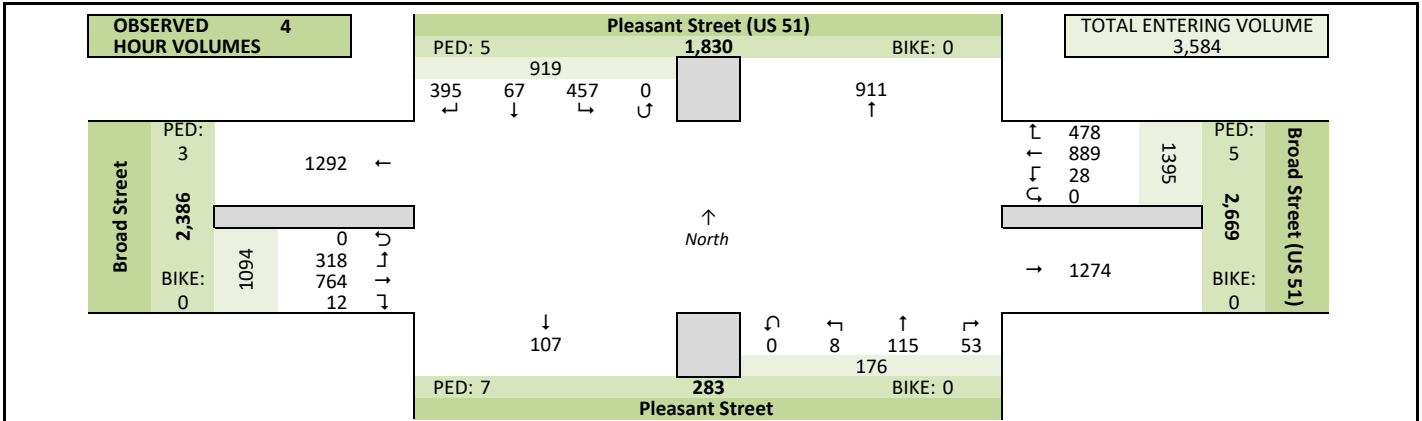 OBSERVED 4
HOUR VOLUMES
Pleasant Street (US 51)
TOTAL ENTERING VOLUME
3,584
PED: 5 1,830 BIKE: 0
919
395 67 457 0
↵ ↓ ↳ ↺
911
↑
PED:
3
Broad Street
2,386
BIKE:
0
1292 ←
1094
0 ⮌
318 ↰
764 →
12 ↴
↑
North
↱ 478
← 889
↲ 28
⮎ 0
1395
PED:
5
2,669
BIKE:
0
Broad Street (US 51)
→ 1274
↓
107
∩ ↰ ↑ ↱
0 8 115 53
176
PED: 7 283 BIKE: 0
Pleasant Street